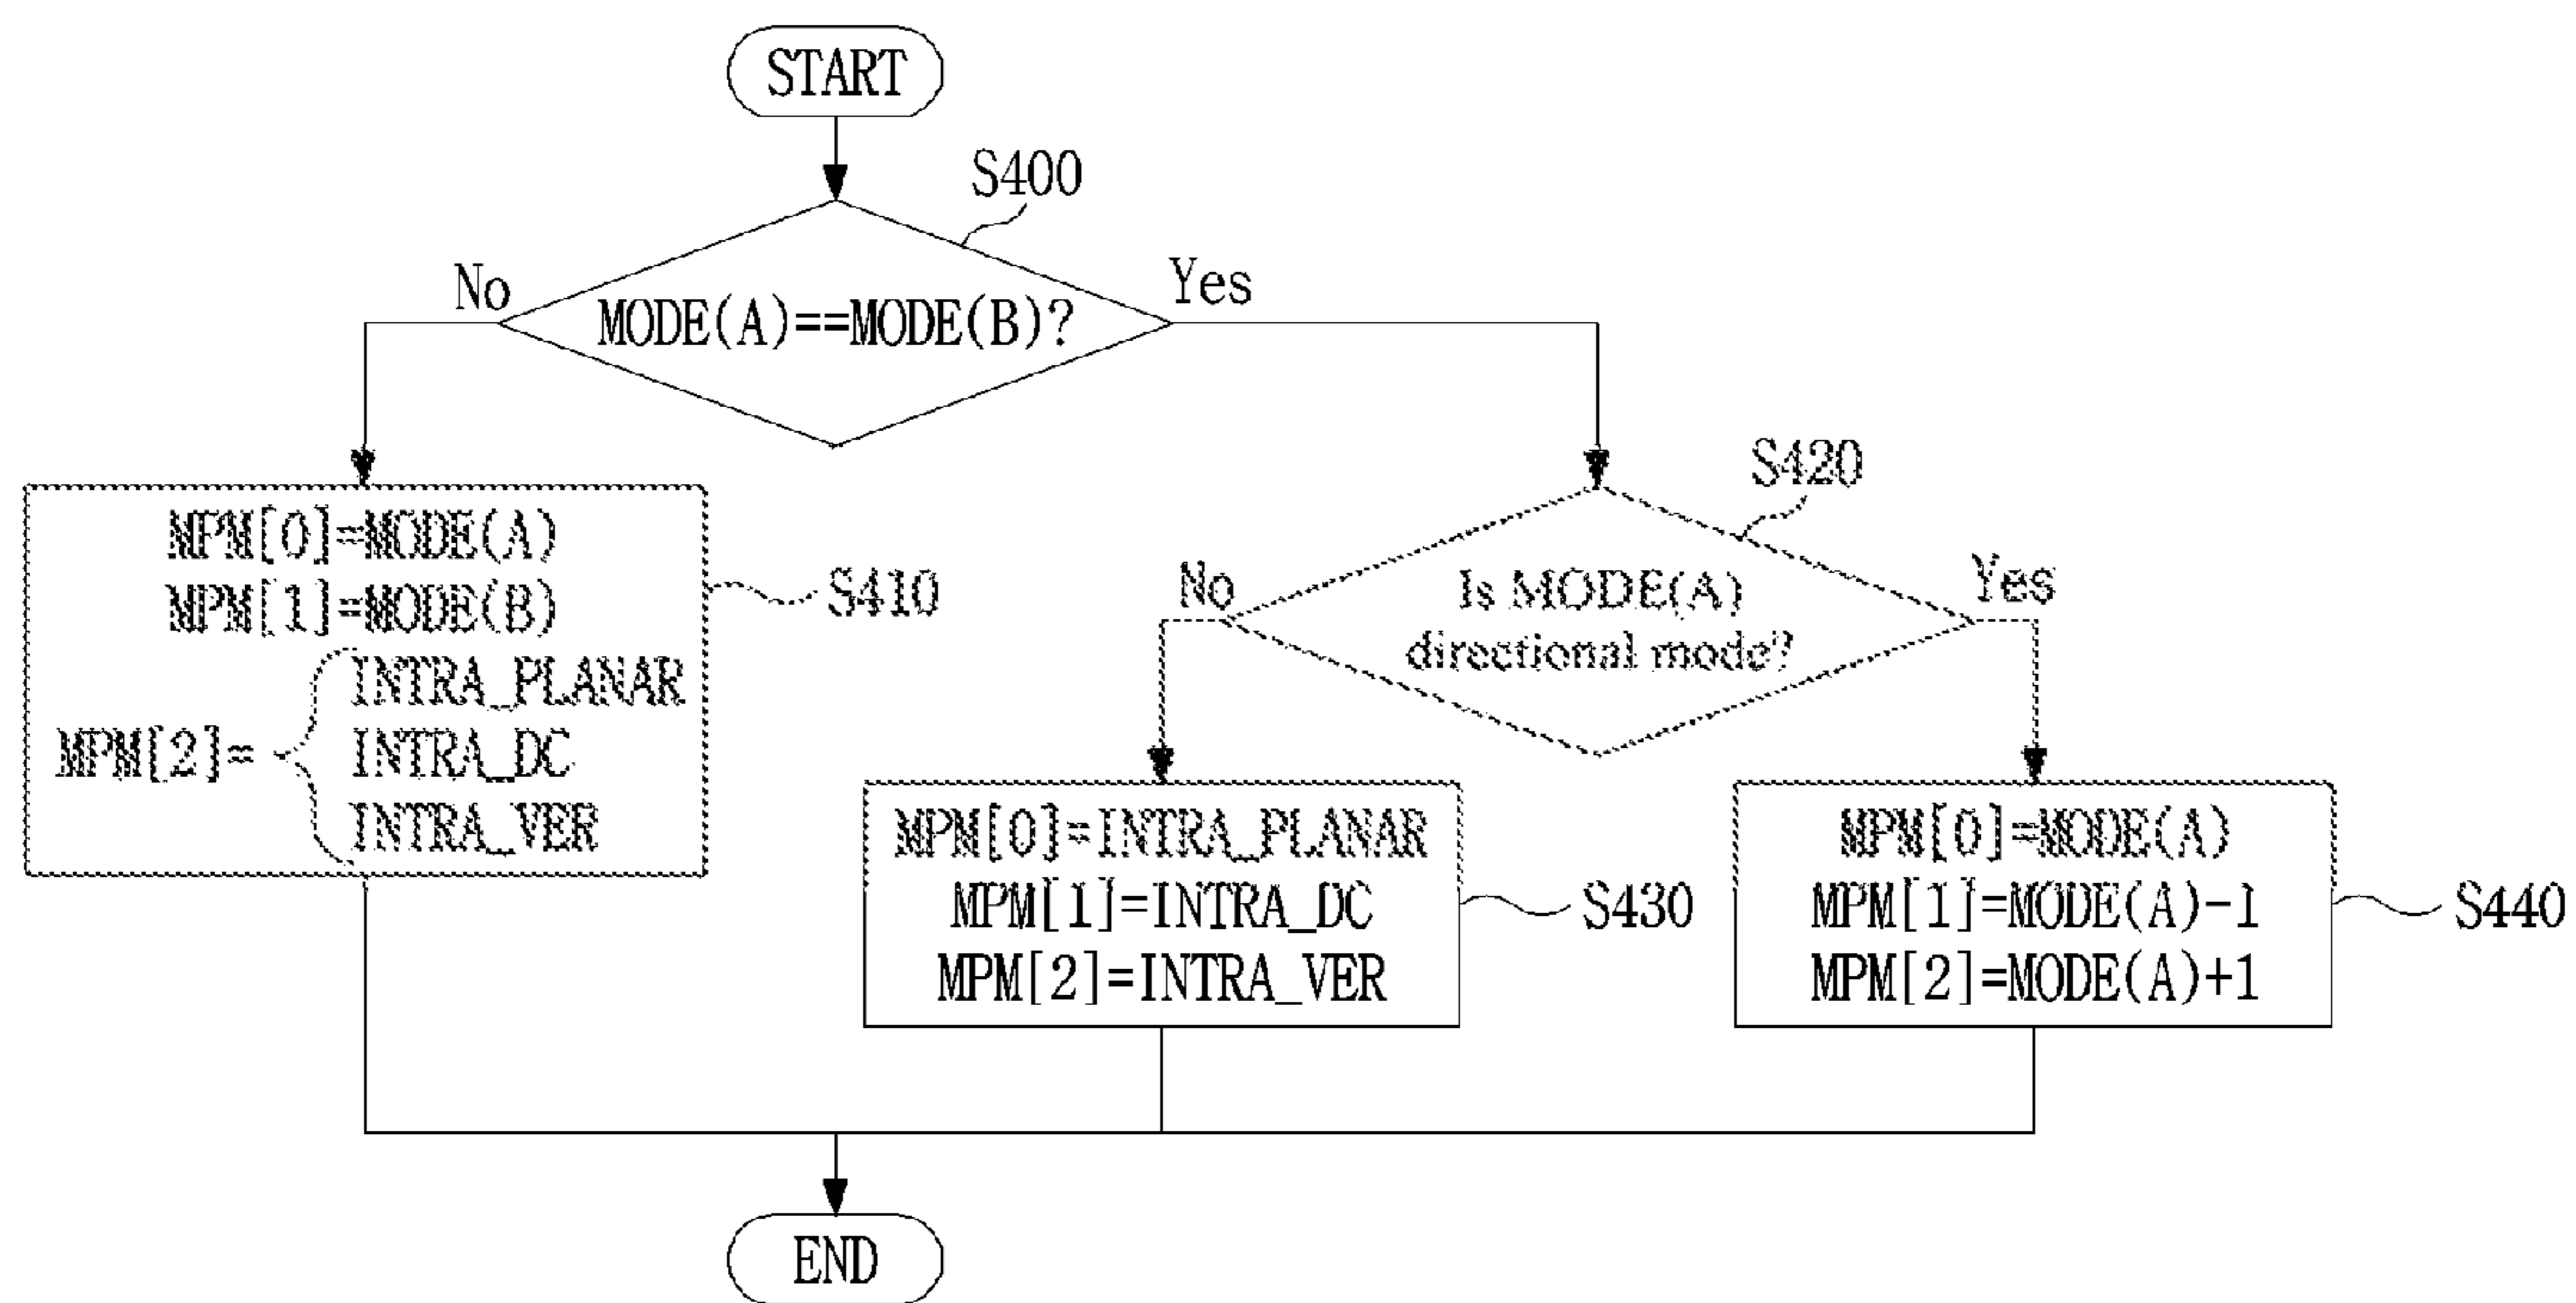 START
S400
No
Yes
MODE(A)==MODE(B)?
S420
MPM[0]=MODE(A)
MPM[1]=MODE(B)
MPM[2]=
INTRA_PLANAR
INTRA_DC
INTRA_VER
S410
No
Yes
Is MODE(A)
directional mode?
MPM[0]=INTRA_PLANAR
MPM[1]=INTRA_DC
MPM[2]=INTRA_VER
S430
MPM[0]=MODE(A)
MPM[1]=MODE(A)-1
MPM[2]=MODE(A)+1
S440
END